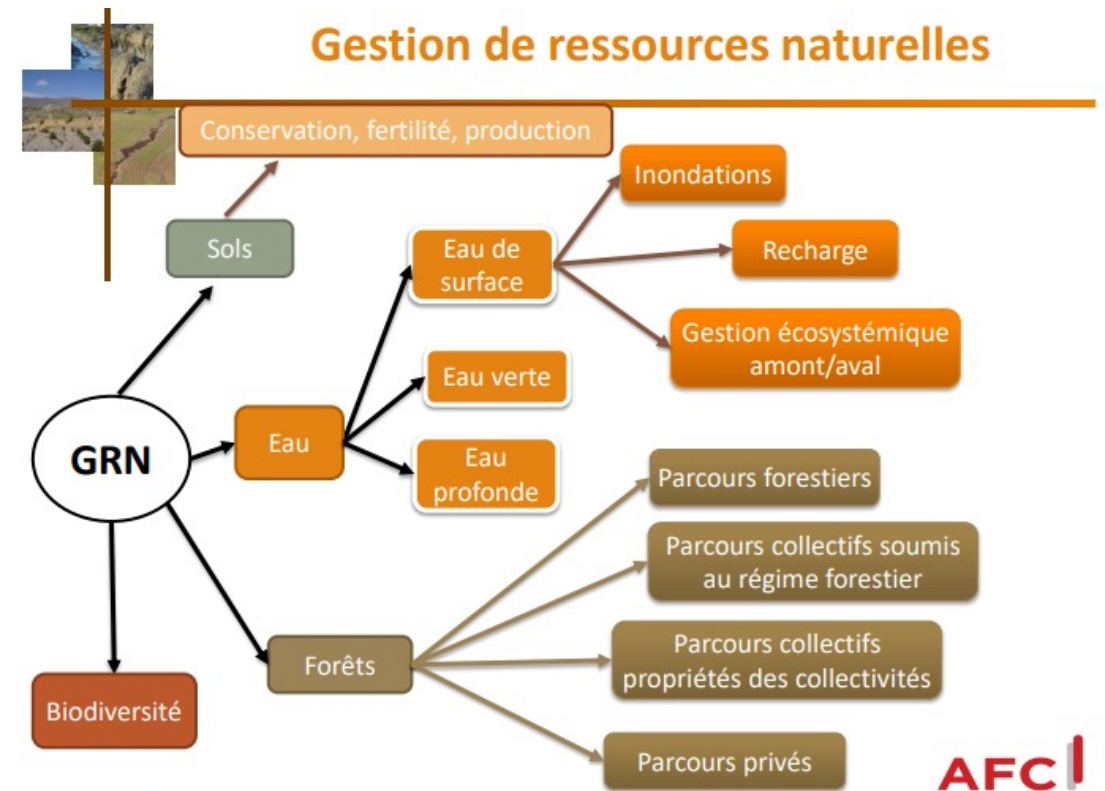 Gestion de ressources naturelles
Conservation, fertilité, production
Inondations
Sols
Eau de
surface
Recharge
Gestion écosystémique
amont/aval
Eau verte
GRN
Eau
Eau
profonde
Parcours forestiers
Parcours collectifs soumis
au régime forestier
Forêts
Parcours collectifs
propriétés des collectivités
Biodiversité
Parcours privés
AFC